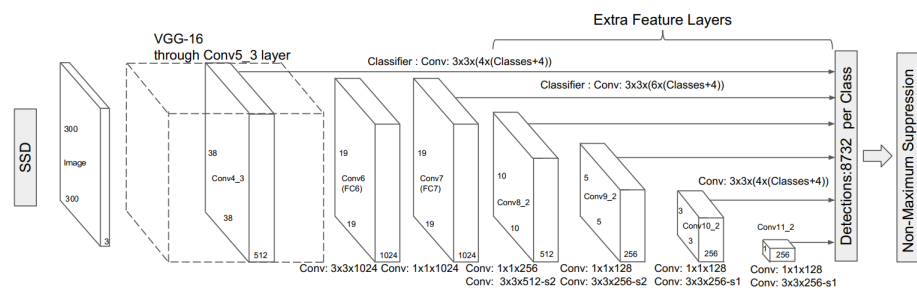 Extra Feature Layers
VGG-16
through Conv5_3 layer
Classifier : Conv: 3x3x(4x(Classes+4))
Classifier : Conv: 3x3x(6x(Classes+4))
SSD
300
Image
300
3
38
Conv4_3
38
512
19
Conv6
(FC6)
19
1024
19
Conv7
(FC7)
19
1024
10
Conv8_2
10
512
5
Conv9_2
5
256
Conv: 3x3x(4x(Classes+4))
3
Conv10_2
3
256
Conv11_2
1
256
Detections:8732 per Class
Non-Maximum Suppression
Conv: 3x3x1024
Conv: 1x1x1024
Conv: 1x1x256
Conv: 3x3x512-s2
Conv: 1x1x128
Conv: 3x3x256-s2
Conv: 1x1x128
Conv: 3x3x256-s1
Conv: 1x1x128
Conv: 3x3x256-s1